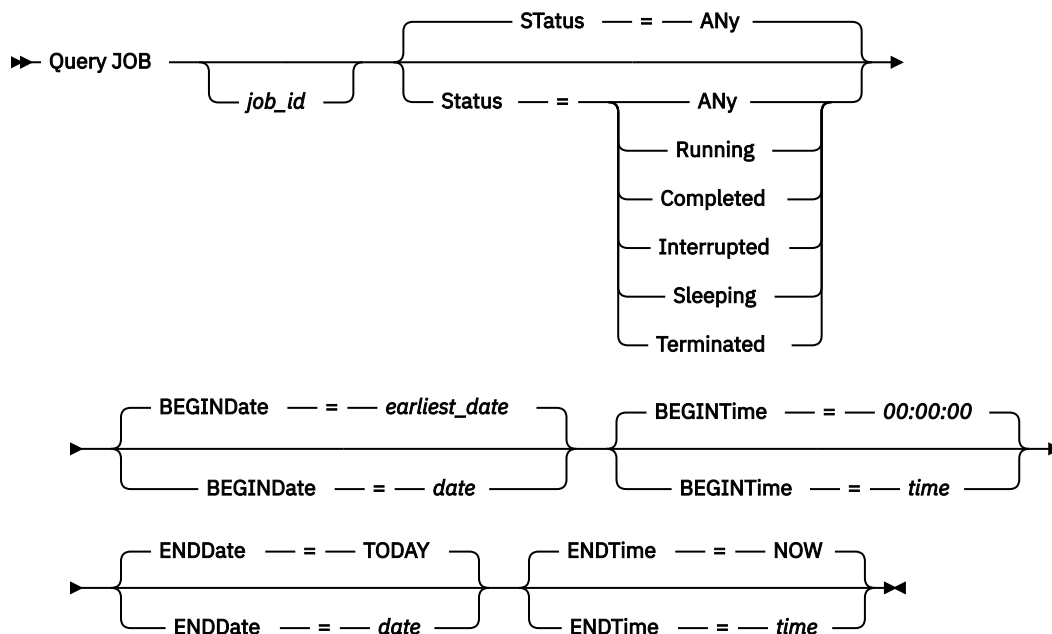 STatus = ANy
Query JOB
job_id
Status = ANy
Running
Completed
Interrupted
Sleeping
Terminated
BEGINDate = earliest_date
BEGINTime = 00:00:00
BEGINDate = date
BEGINTime = time
ENDDate = TODAY
ENDTime = NOW
ENDDate = date
ENDTime = time